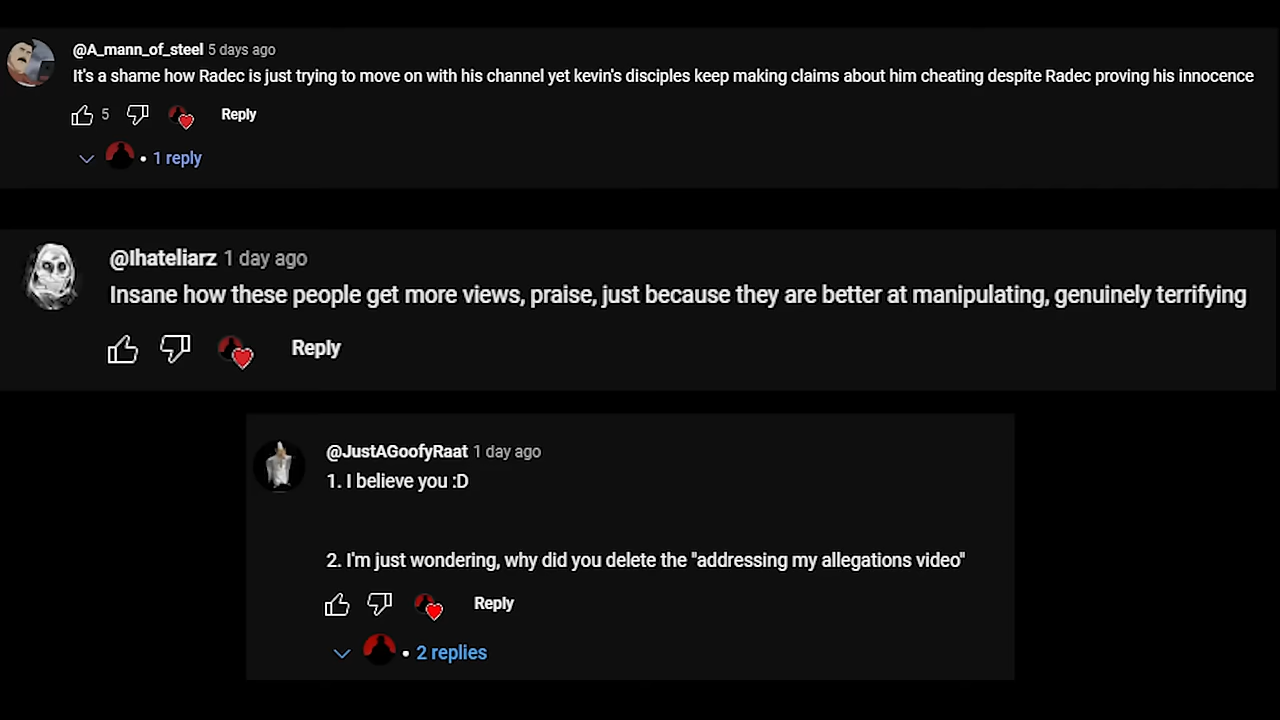 @A_mann_of_steel 5 days ago
It's a shame how Radec is just trying to move on with his channel yet kevin's disciples keep making claims about him cheating despite Radec proving his innocence
5 Reply
1 reply
@Ihateliarz 1 day ago
Insane how these people get more views, praise, just because they are better at manipulating, genuinely terrifying
Reply
@JustAGoofyRaat 1 day ago
1. I believe you :D
2. I'm just wondering, why did you delete the "addressing my allegations video"
Reply
2 replies